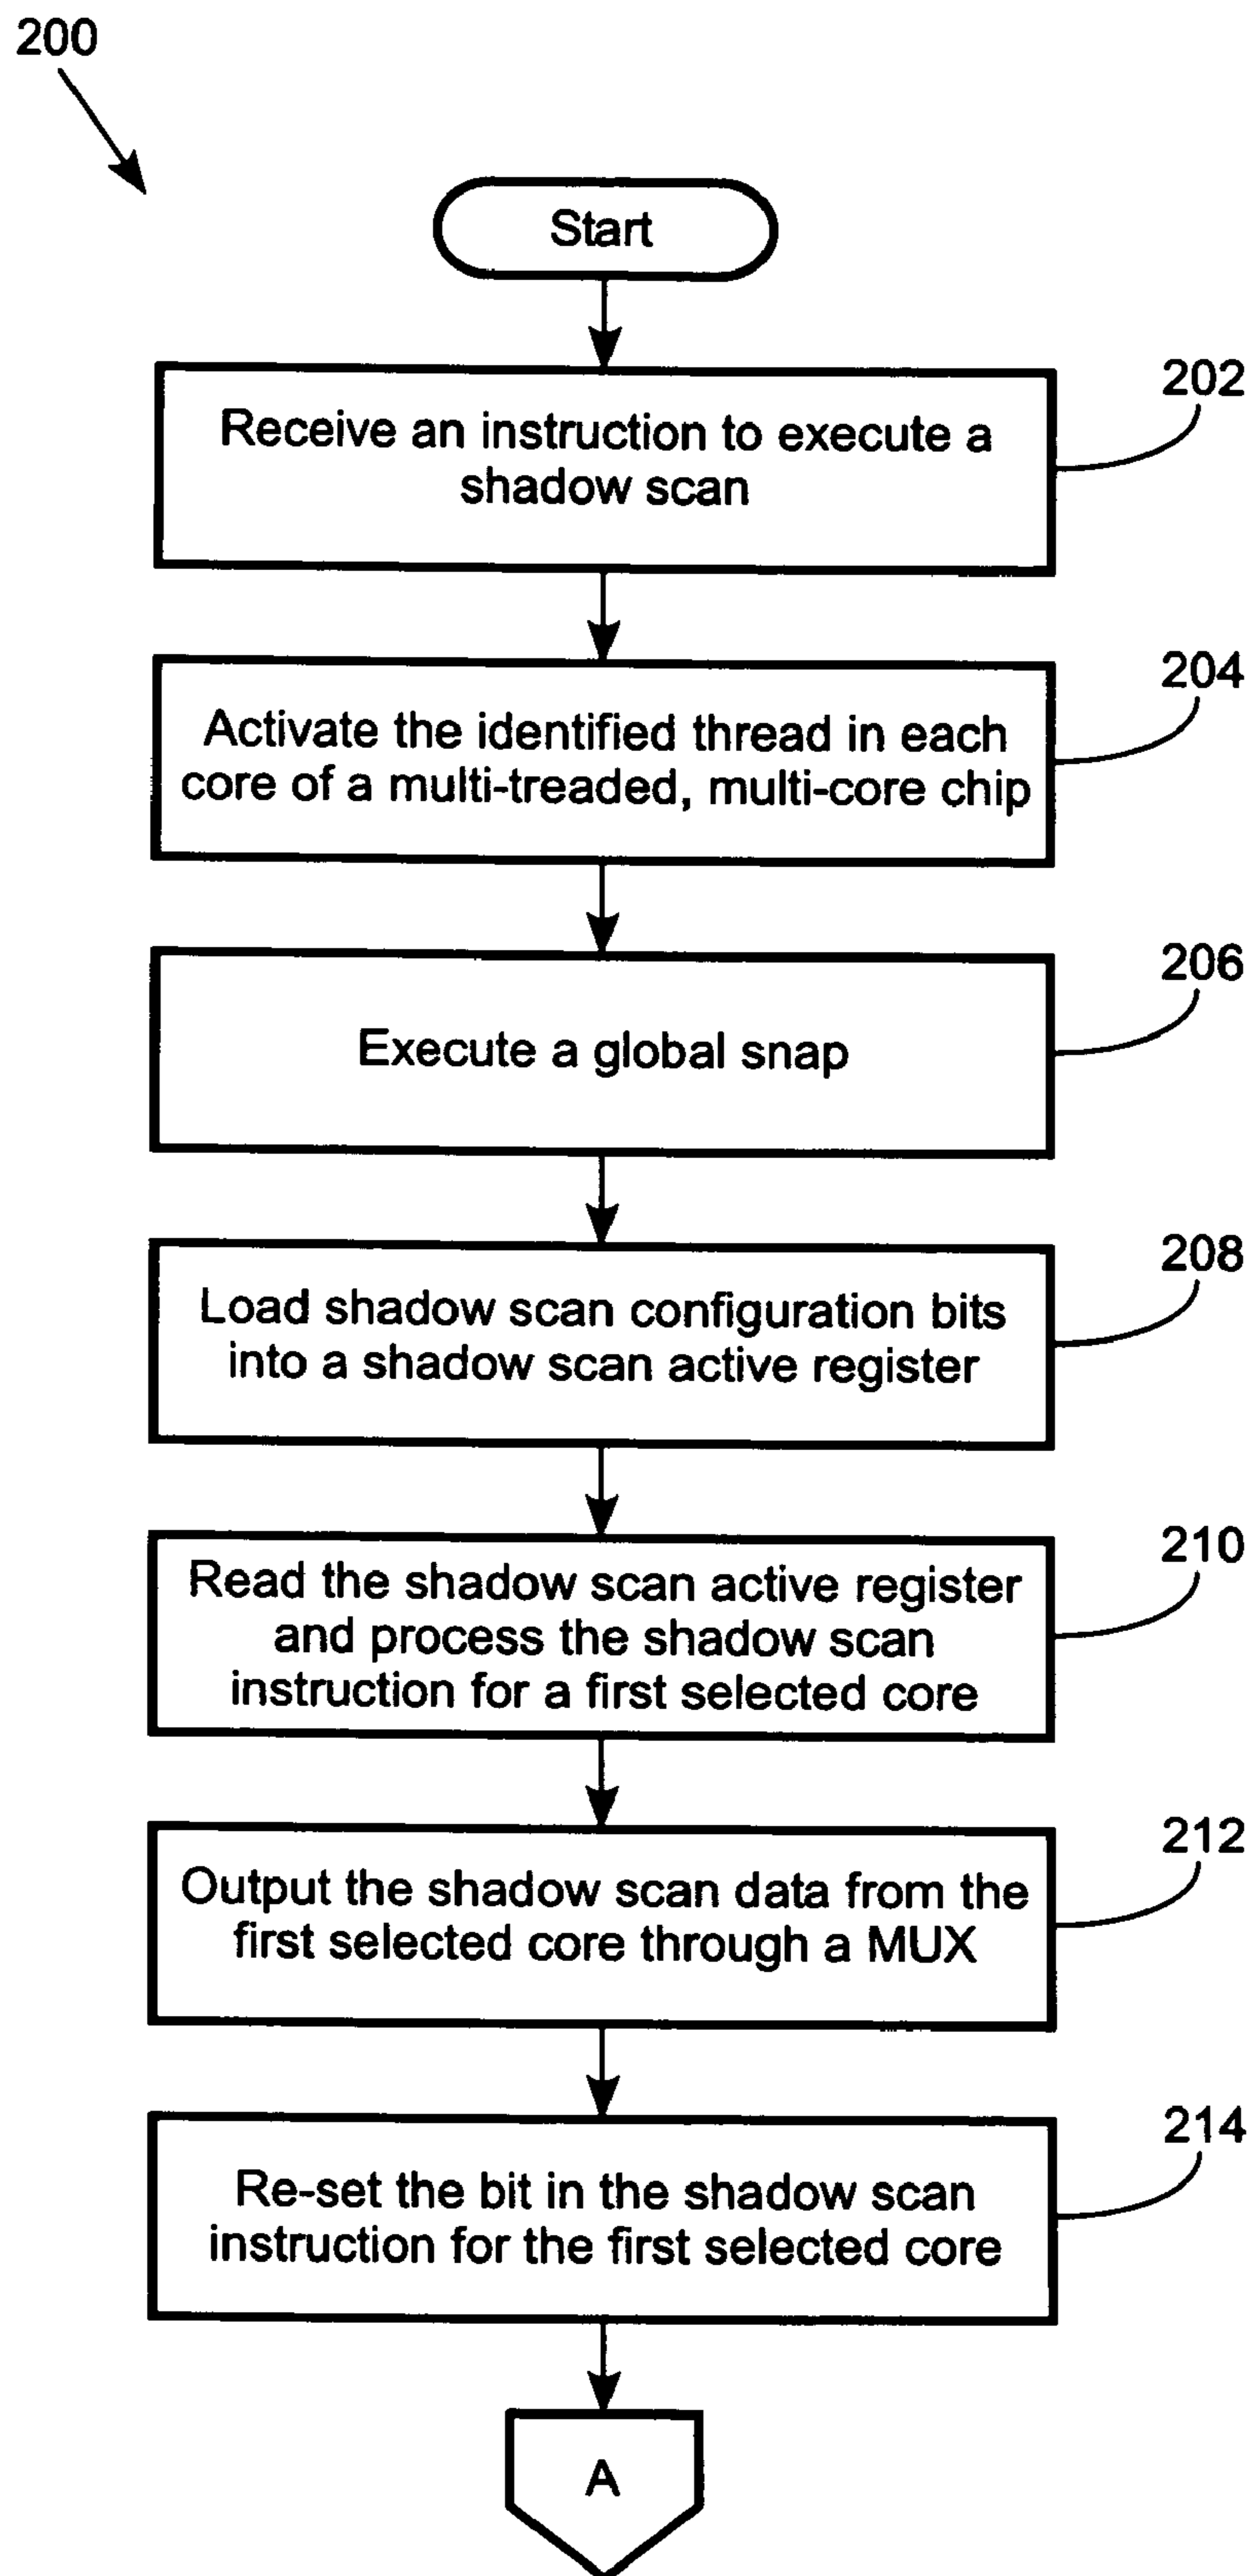 200
Start
202
Receive an instruction to execute a
shadow scan
204
Activate the identified thread in each
core of a multi-treaded, multi-core chip
206
Execute a global snap
208
Load shadow scan configuration bits
into a shadow scan active register
210
Read the shadow scan active register
and process the shadow scan
instruction for a first selected core
212
Output the shadow scan data from the
first selected core through a MUX
214
Re-set the bit in the shadow scan
instruction for the first selected core
A